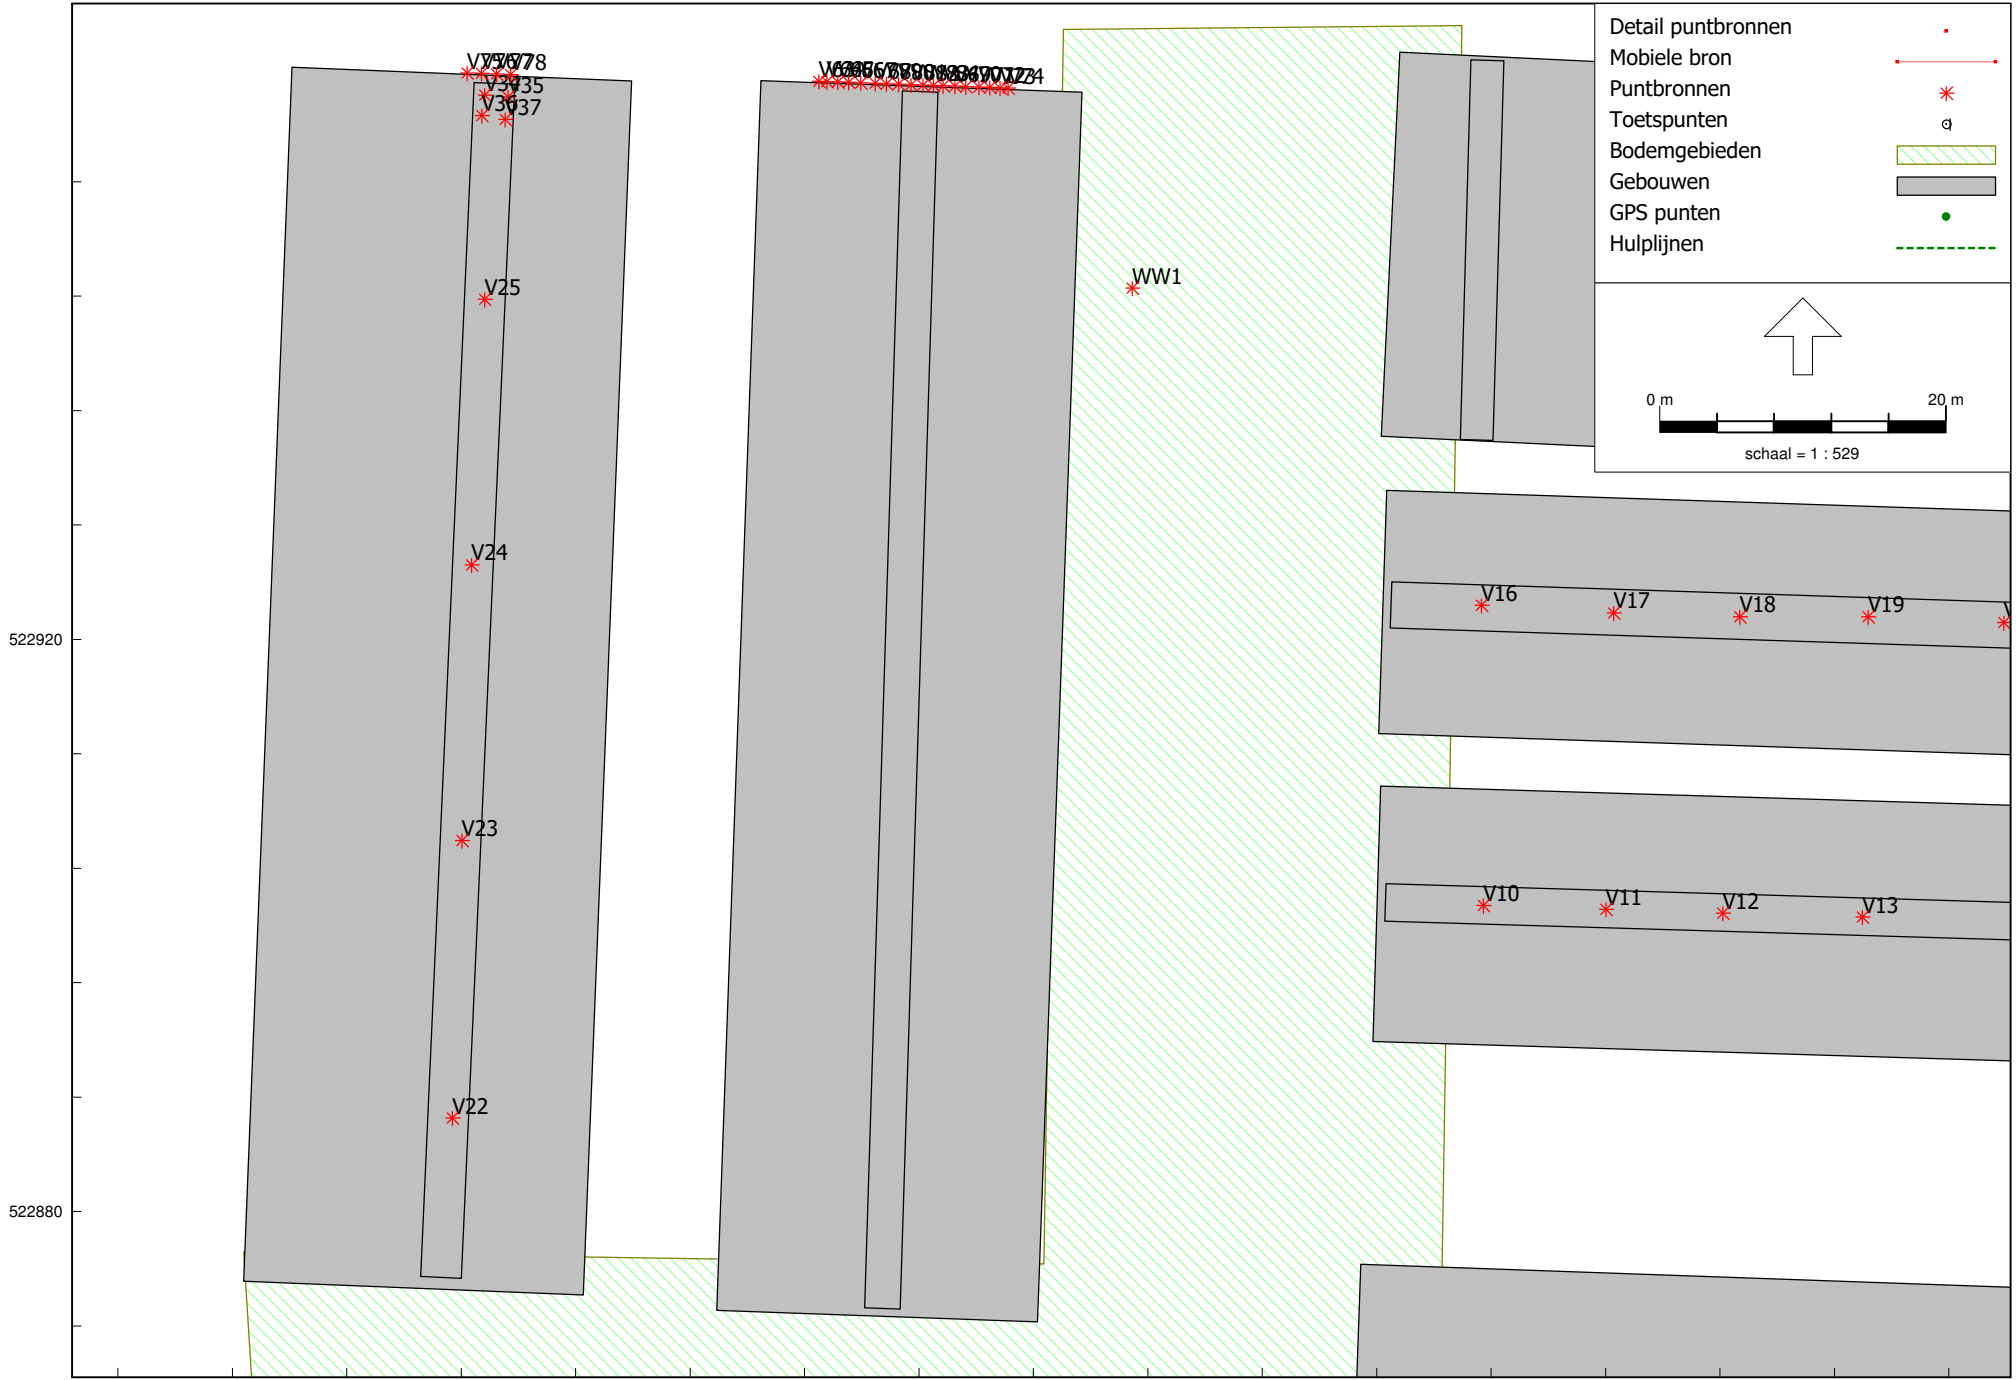 Detail puntbronnen
Mobiele bron
Puntbronnen
Toetspunten
Bodemgebieden
Gebouwen
GPS punten
Hulplijnen
0 m 20 m
schaal = 1 : 529
V78
V35
V36
V37
V25
WW1
V24
V16 V17 V18 V19
522920
V23
V10 V11 V12 V13
V22
522880